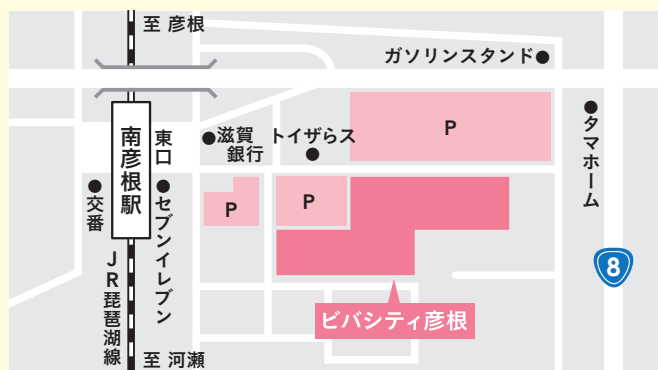 至 彦根
ガソリンスタンド
南彦根駅
東口
滋賀
銀行
トイザらス
P
タマホーム
交番
セブンイレブン
P
P
8
JR琵琶湖線
ビバシティ彦根
至 河瀬